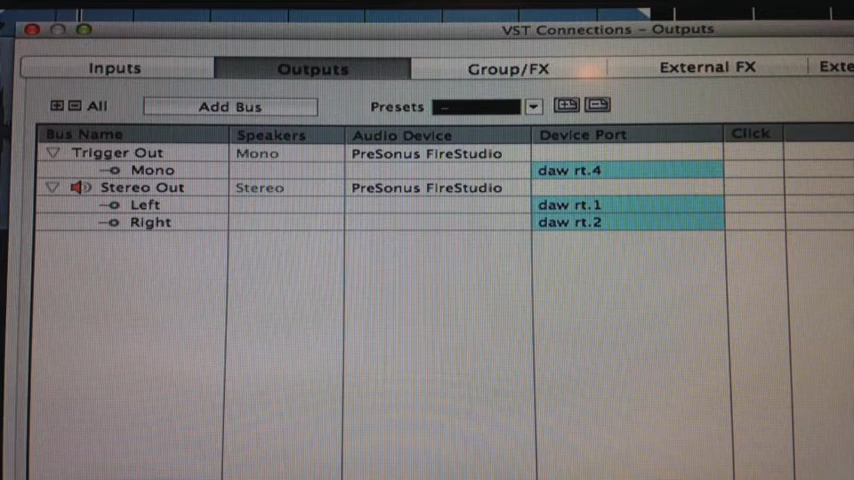 VST Connections – Outputs
Inputs Outputs Group/FX External FX Exte
All Add Bus Presets –
Bus Name Speakers Audio Device Device Port Click
Trigger Out Mono PreSonus FireStudio
Mono daw rt.4
Stereo Out Stereo PreSonus FireStudio
Left daw rt.1
Right daw rt.2